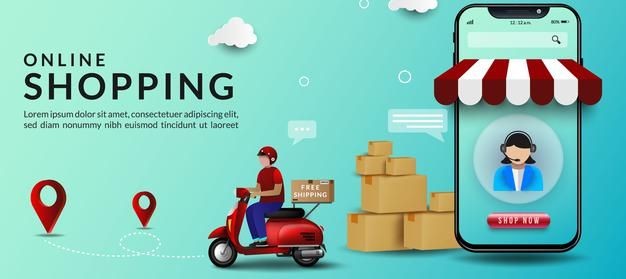 ONLINE
SHOPPING
Lorem ipsum dolor sit amet, consectetuer adipiscing elit,
sed diam nonummy nibh euismod tincidunt ut laoreet
FREE
SHIPPING
12:12 a.m.
80%
SHOP NOW